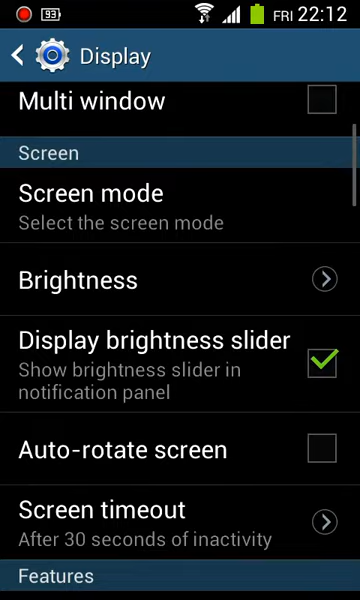 93 FRI 22:12
Display
Multi window
Screen
Screen mode
Select the screen mode
Brightness
Display brightness slider
Show brightness slider in
notification panel
Auto-rotate screen
Screen timeout
After 30 seconds of inactivity
Features